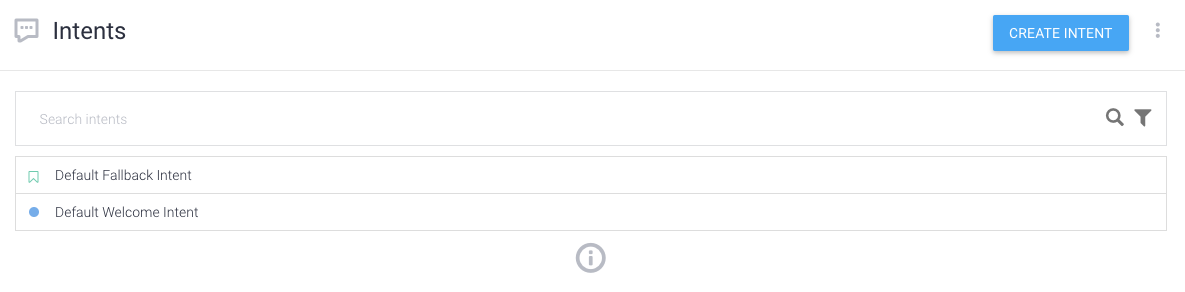 Intents
CREATE INTENT
Search intents
Default Fallback Intent
Default Welcome Intent